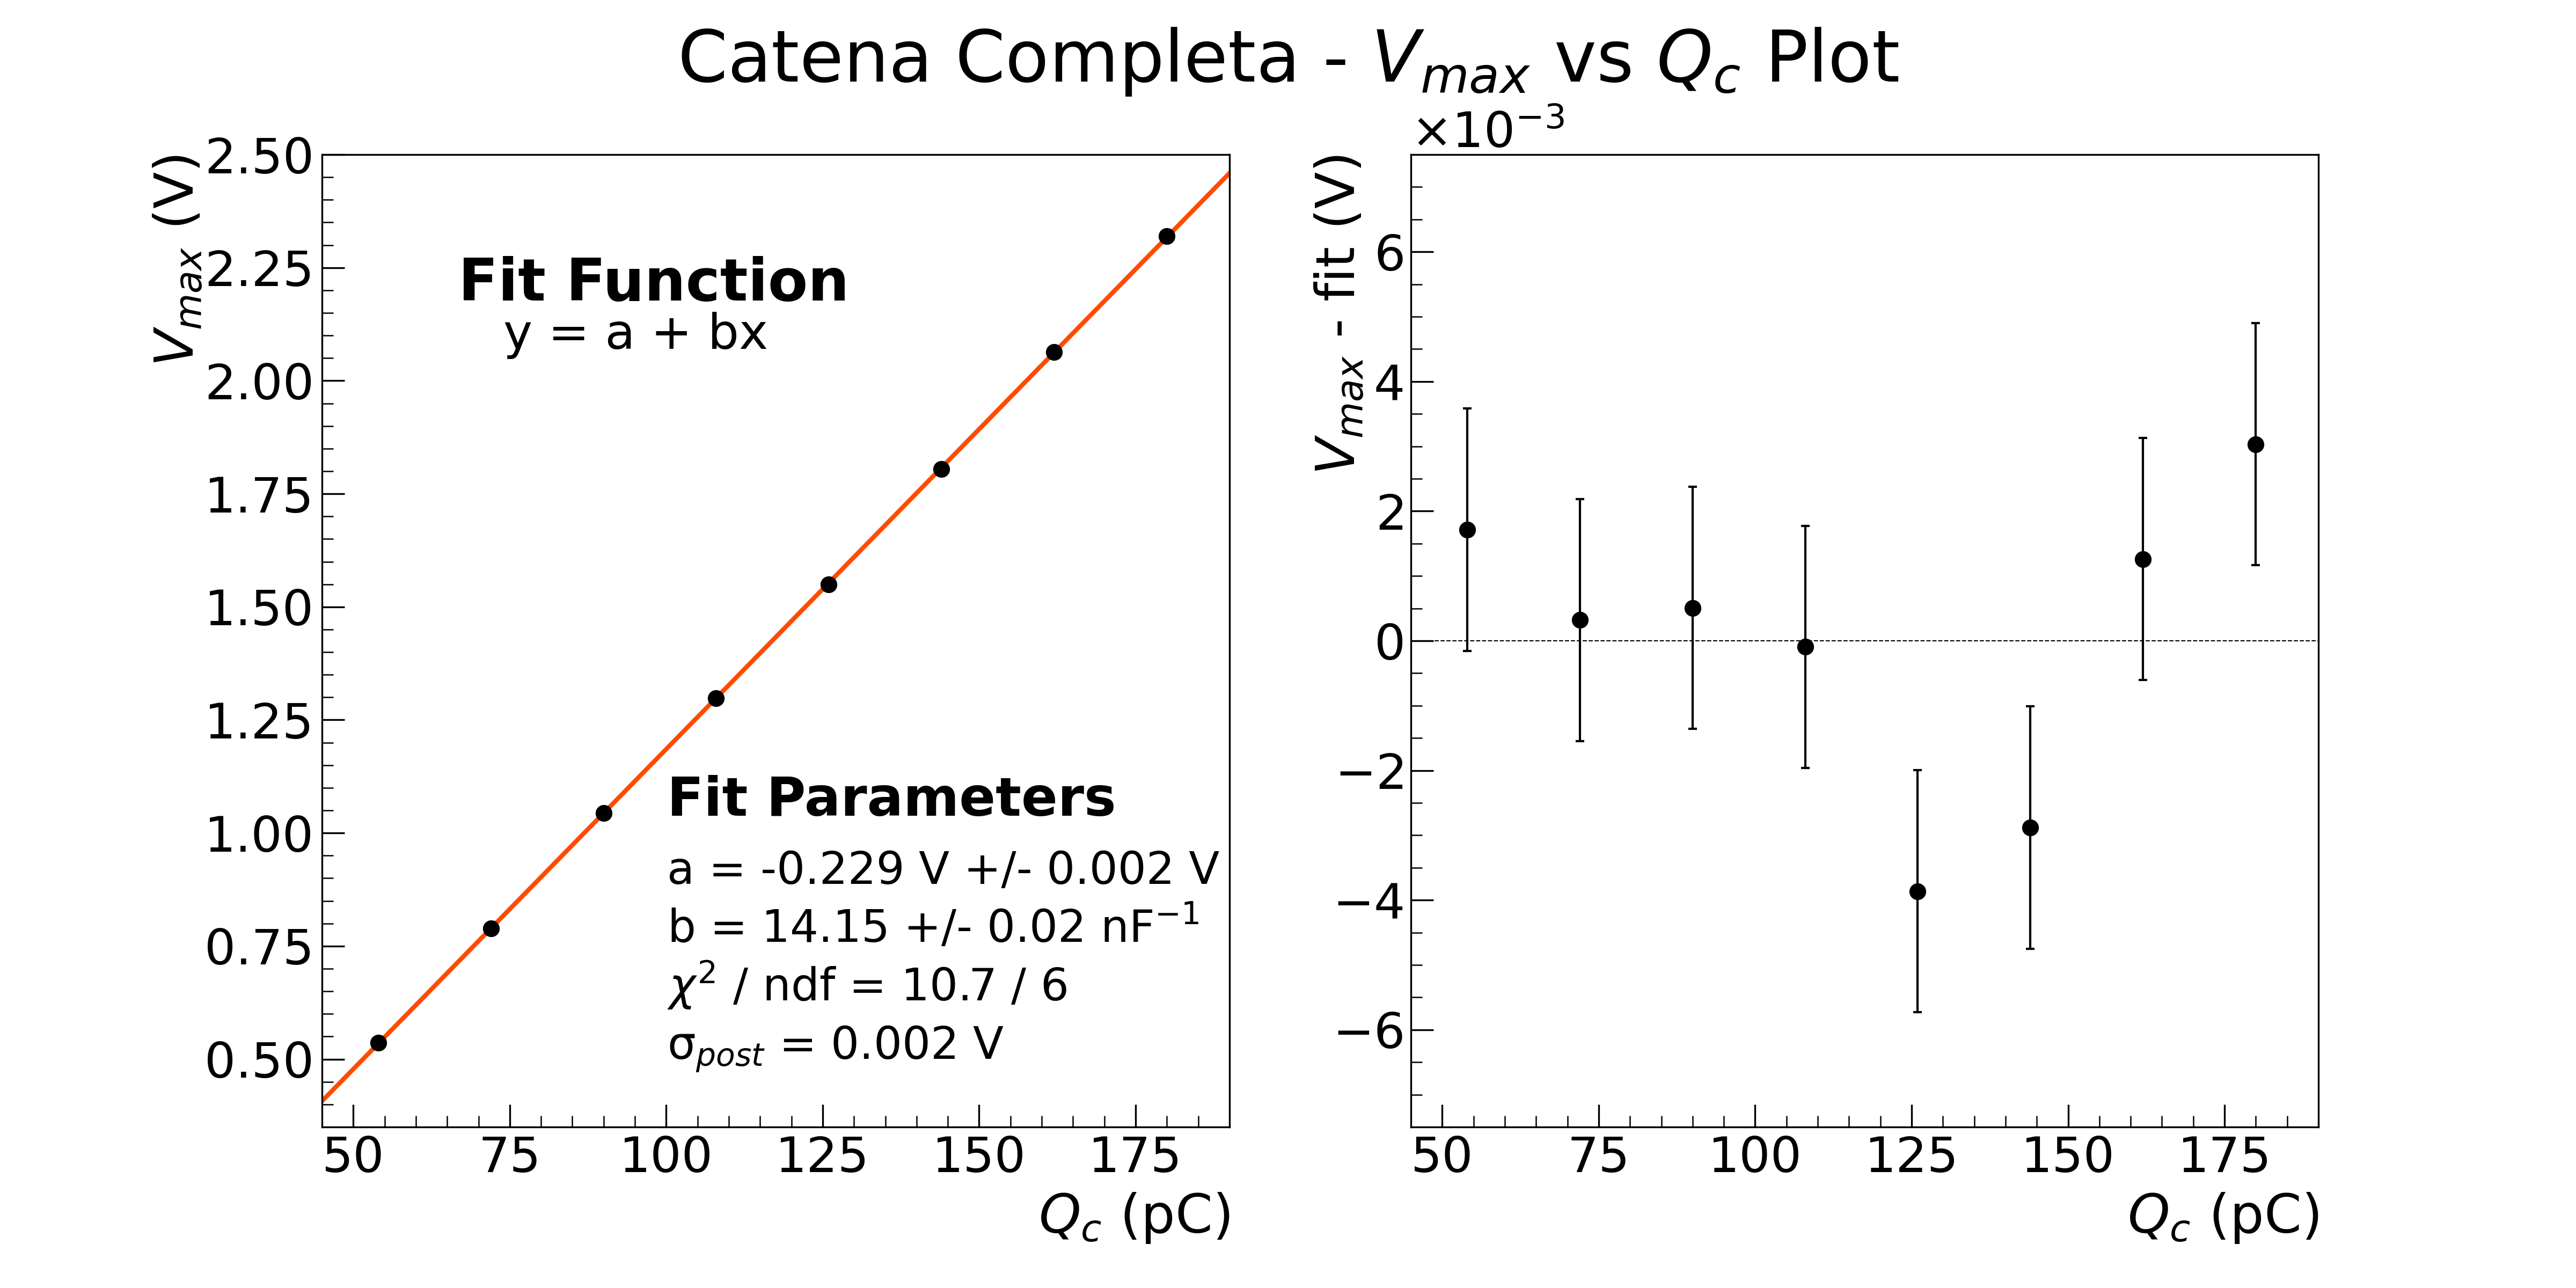 Catena Completa - V_max vs Q_c Plot
V_max (V)
2.50
2.25
2.00
1.75
1.50
1.25
1.00
0.75
0.50
Fit Function
y = a + bx
Fit Parameters
a = -0.229 V +/- 0.002 V
b = 14.15 +/- 0.02 nF⁻¹
χ² / ndf = 10.7 / 6
σ_post = 0.002 V
50 75 100 125 150 175
Q_c (pC)
×10⁻³
V_max - fit (V)
6
4
2
0
−2
−4
−6
50 75 100 125 150 175
Q_c (pC)